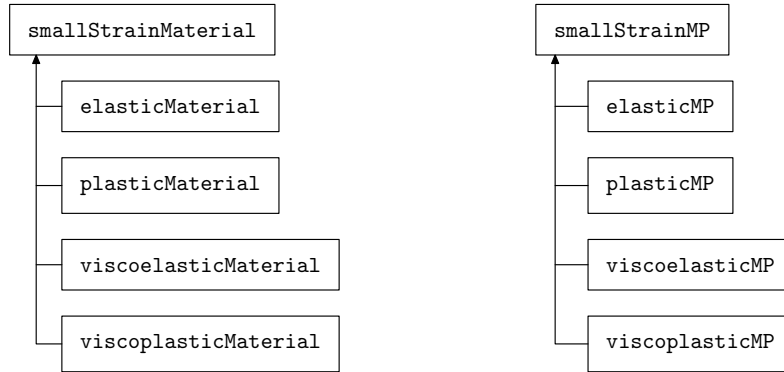 smallStrainMaterial
elasticMaterial
plasticMaterial
viscoelasticMaterial
viscoplasticMaterial
smallStrainMP
elasticMP
plasticMP
viscoelasticMP
viscoplasticMP